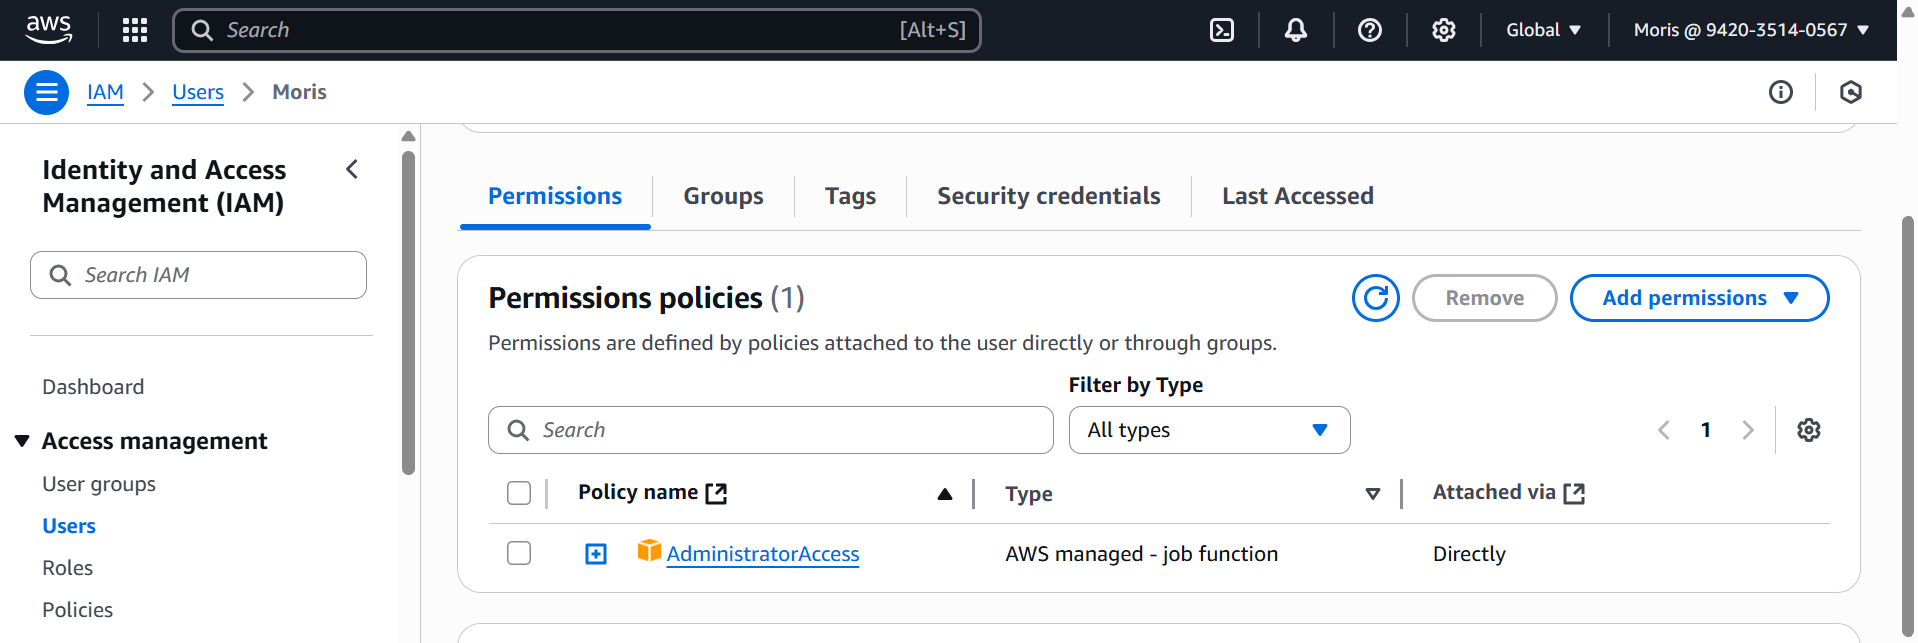 aws
Search [Alt+S] Global Moris @ 9420-3514-0567
IAM Users Moris
Identity and Access
Management (IAM)
Search IAM
Dashboard
Access management
User groups
Users
Roles
Policies
Permissions Groups Tags Security credentials Last Accessed
Permissions policies (1)
Remove
Add permissions
Permissions are defined by policies attached to the user directly or through groups.
Filter by Type
Search
All types
1
Policy name Type Attached via
AdministratorAccess AWS managed - job function Directly